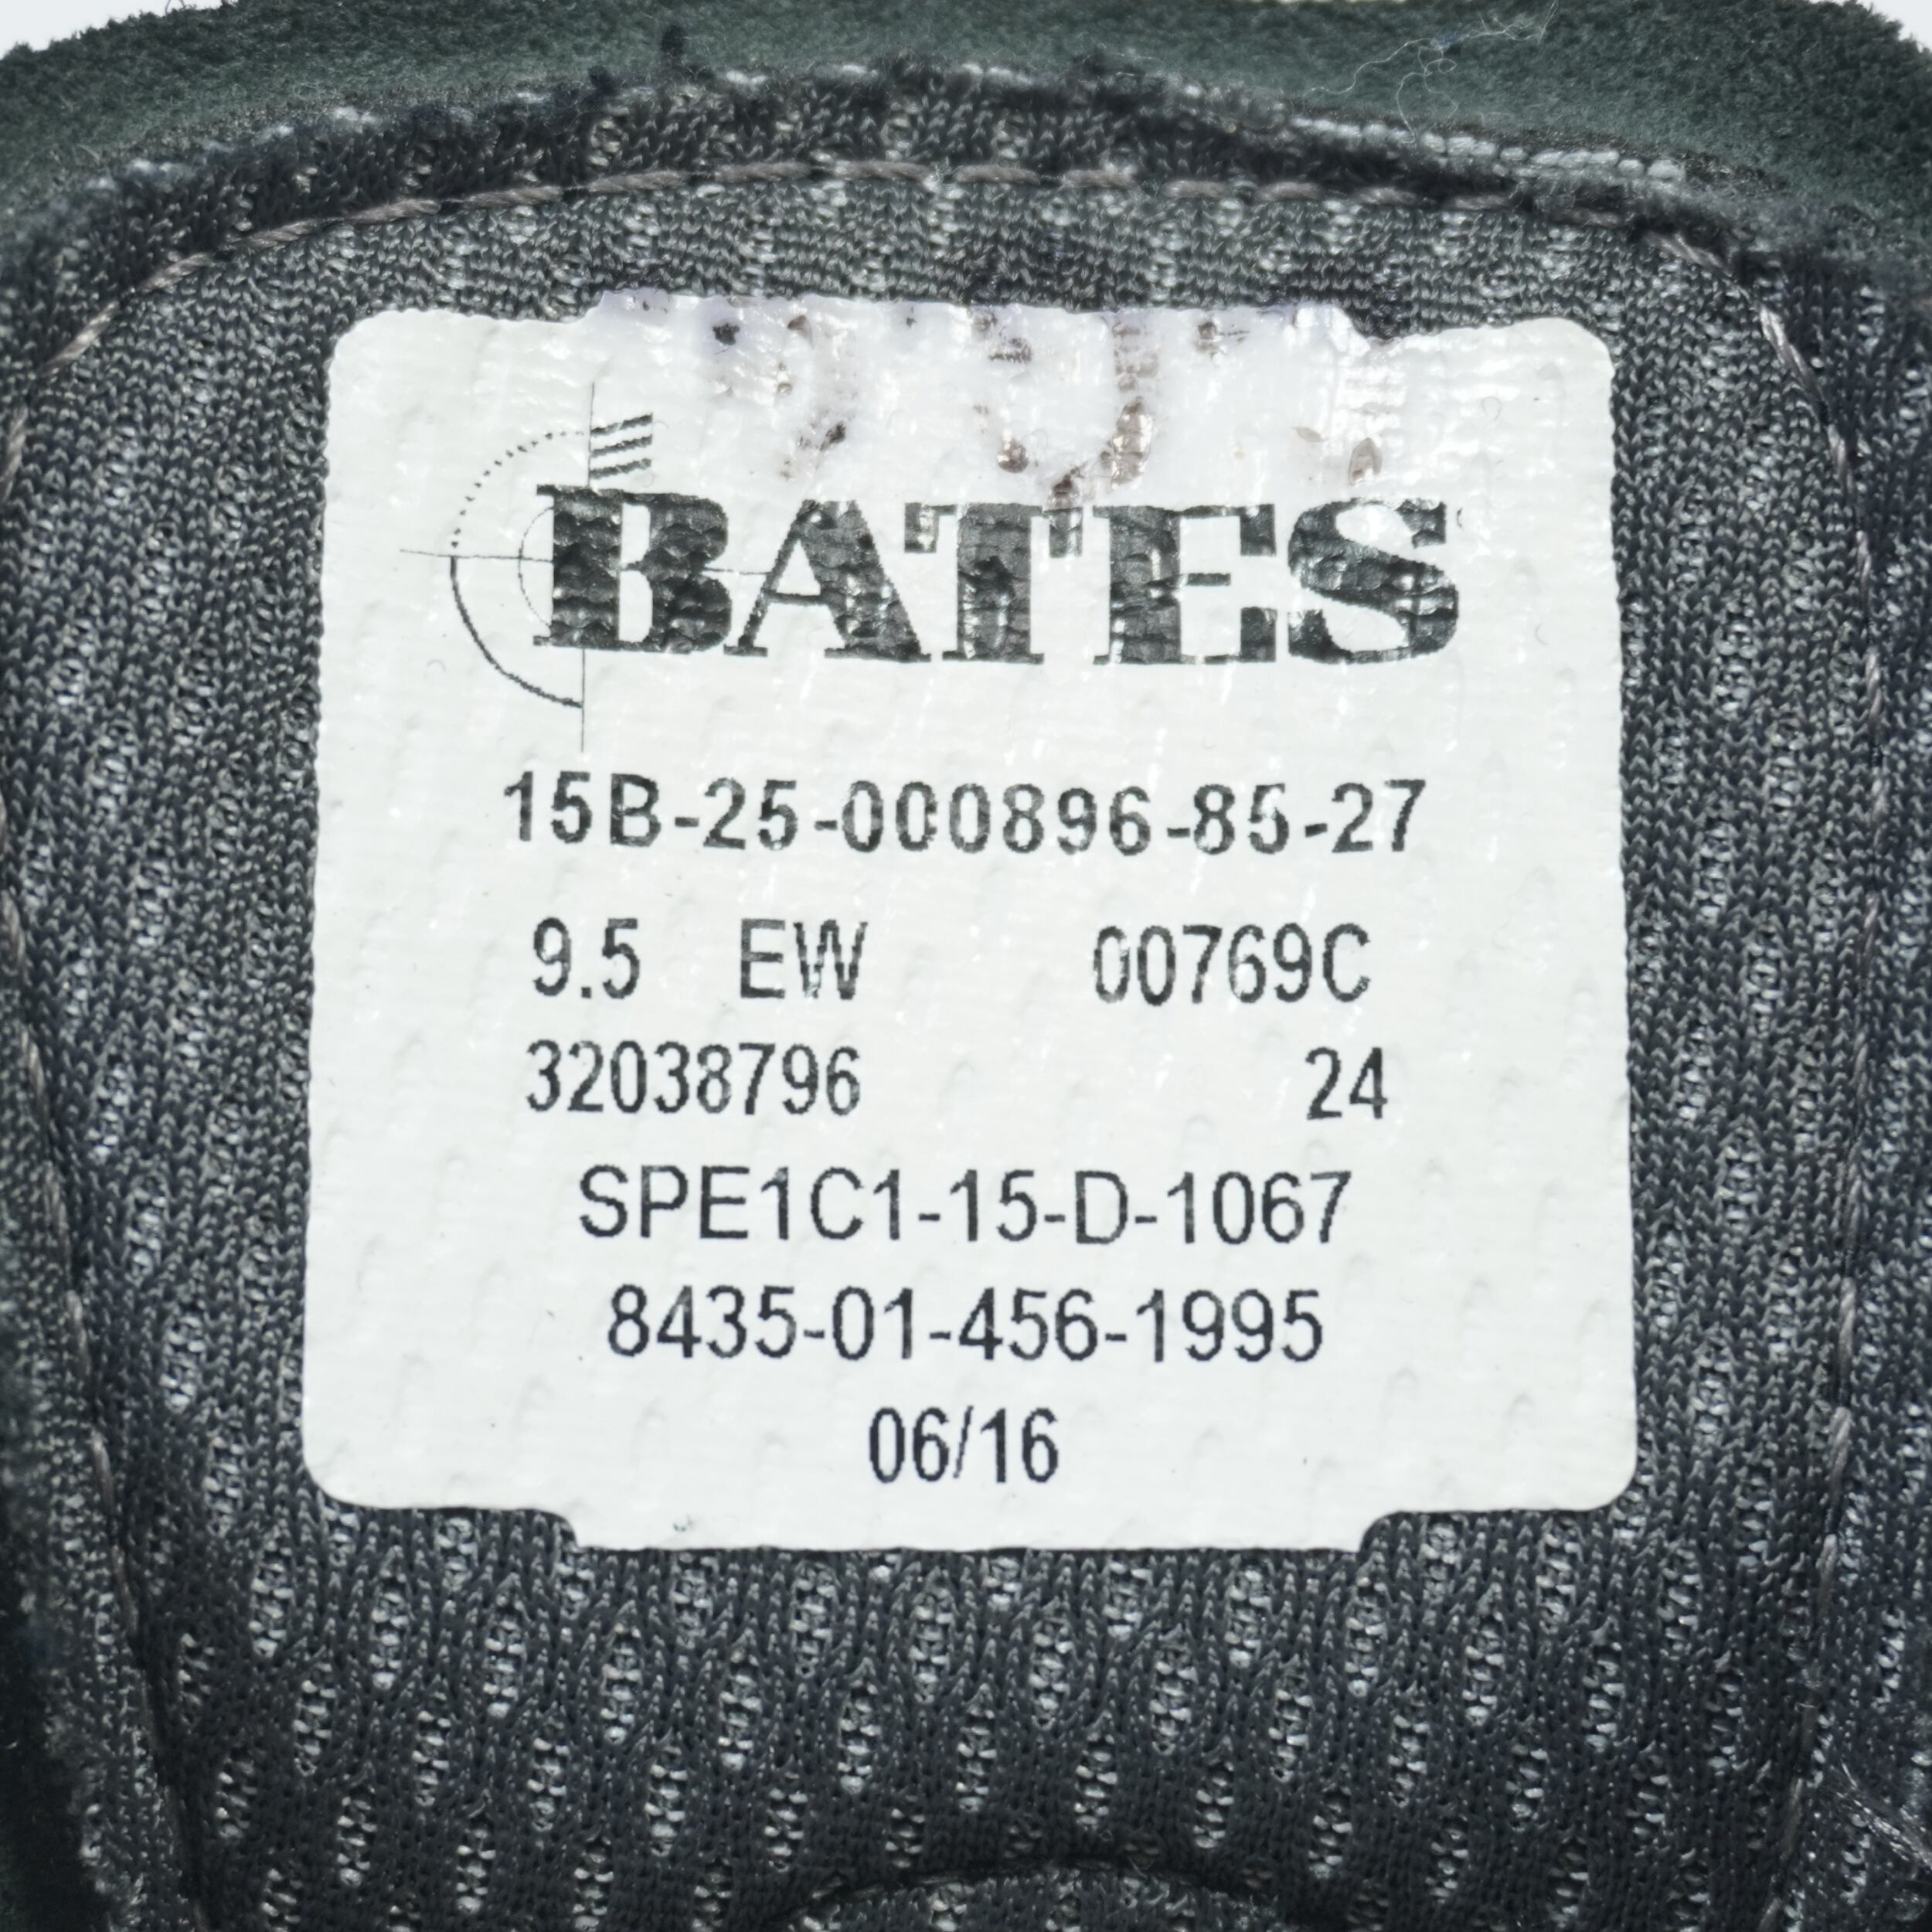 BATES
15B-25-000896-85-27
9.5 EW 00769C
32038796 24
SPE1C1-15-D-1067
8435-01-456-1995
06/16